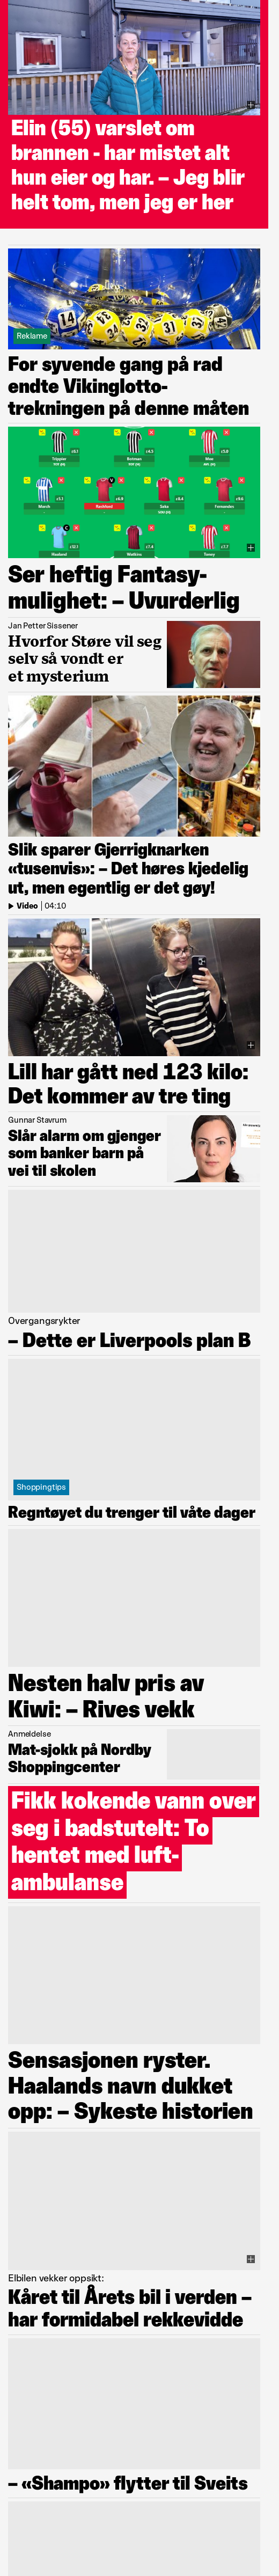 Elin (55) varslet om
brannen - har mistet alt
hun eier og har. – Jeg blir
helt tom, men jeg er her
14
24
32
31
42
Reklame
For syvende gang på rad
endte Vikinglotto-
trekningen på denne måten
Trippier
Botman
Wan
March
Rashford
Saka
Fernandes
Haaland
Martinez
Toney
Ser heftig Fantasy-
mulighet: – Uvurderlig
Jan Petter Sissener
Hvorfor Støre vil seg
selv så vondt er
et mysterium
Slik sparer Gjerrigknarken
«tusenvis»: – Det høres kjedelig
ut, men egentlig er det gøy!
Video | 04:10
Lill har gått ned 123 kilo:
Det kommer av tre ting
Gunnar Stavrum
Slår alarm om gjenger
som banker barn på
vei til skolen
Overgangsrykter
– Dette er Liverpools plan B
Shoppingtips
Regntøyet du trenger til våte dager
Nesten halv pris av
Kiwi: – Rives vekk
Anmeldelse
Mat-sjokk på Nordby
Shoppingcenter
Fikk kokende vann over
seg i badstutelt: To
hentet med luft-
ambulanse
Sensasjonen ryster.
Haalands navn dukket
opp: – Sykeste historien
Elbilen vekker oppsikt:
Kåret til Årets bil i verden –
har formidabel rekkevidde
– «Shampo» flytter til Sveits